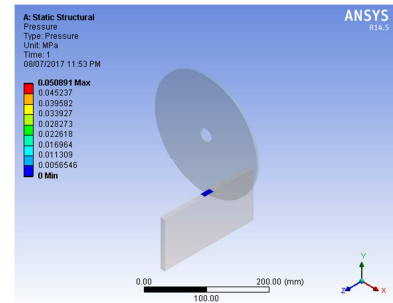 A: Static Structural
Pressure
Type: Pressure
Unit: MPa
Time: 1
08/07/2017 11:53 PM
ANSYS
R14.5
0.050891 Max
0.045237
0.039582
0.033927
0.028273
0.022618
0.016964
0.011309
0.0056546
0 Min
0.00
200.00 (mm)
100.00
Y
Z
X